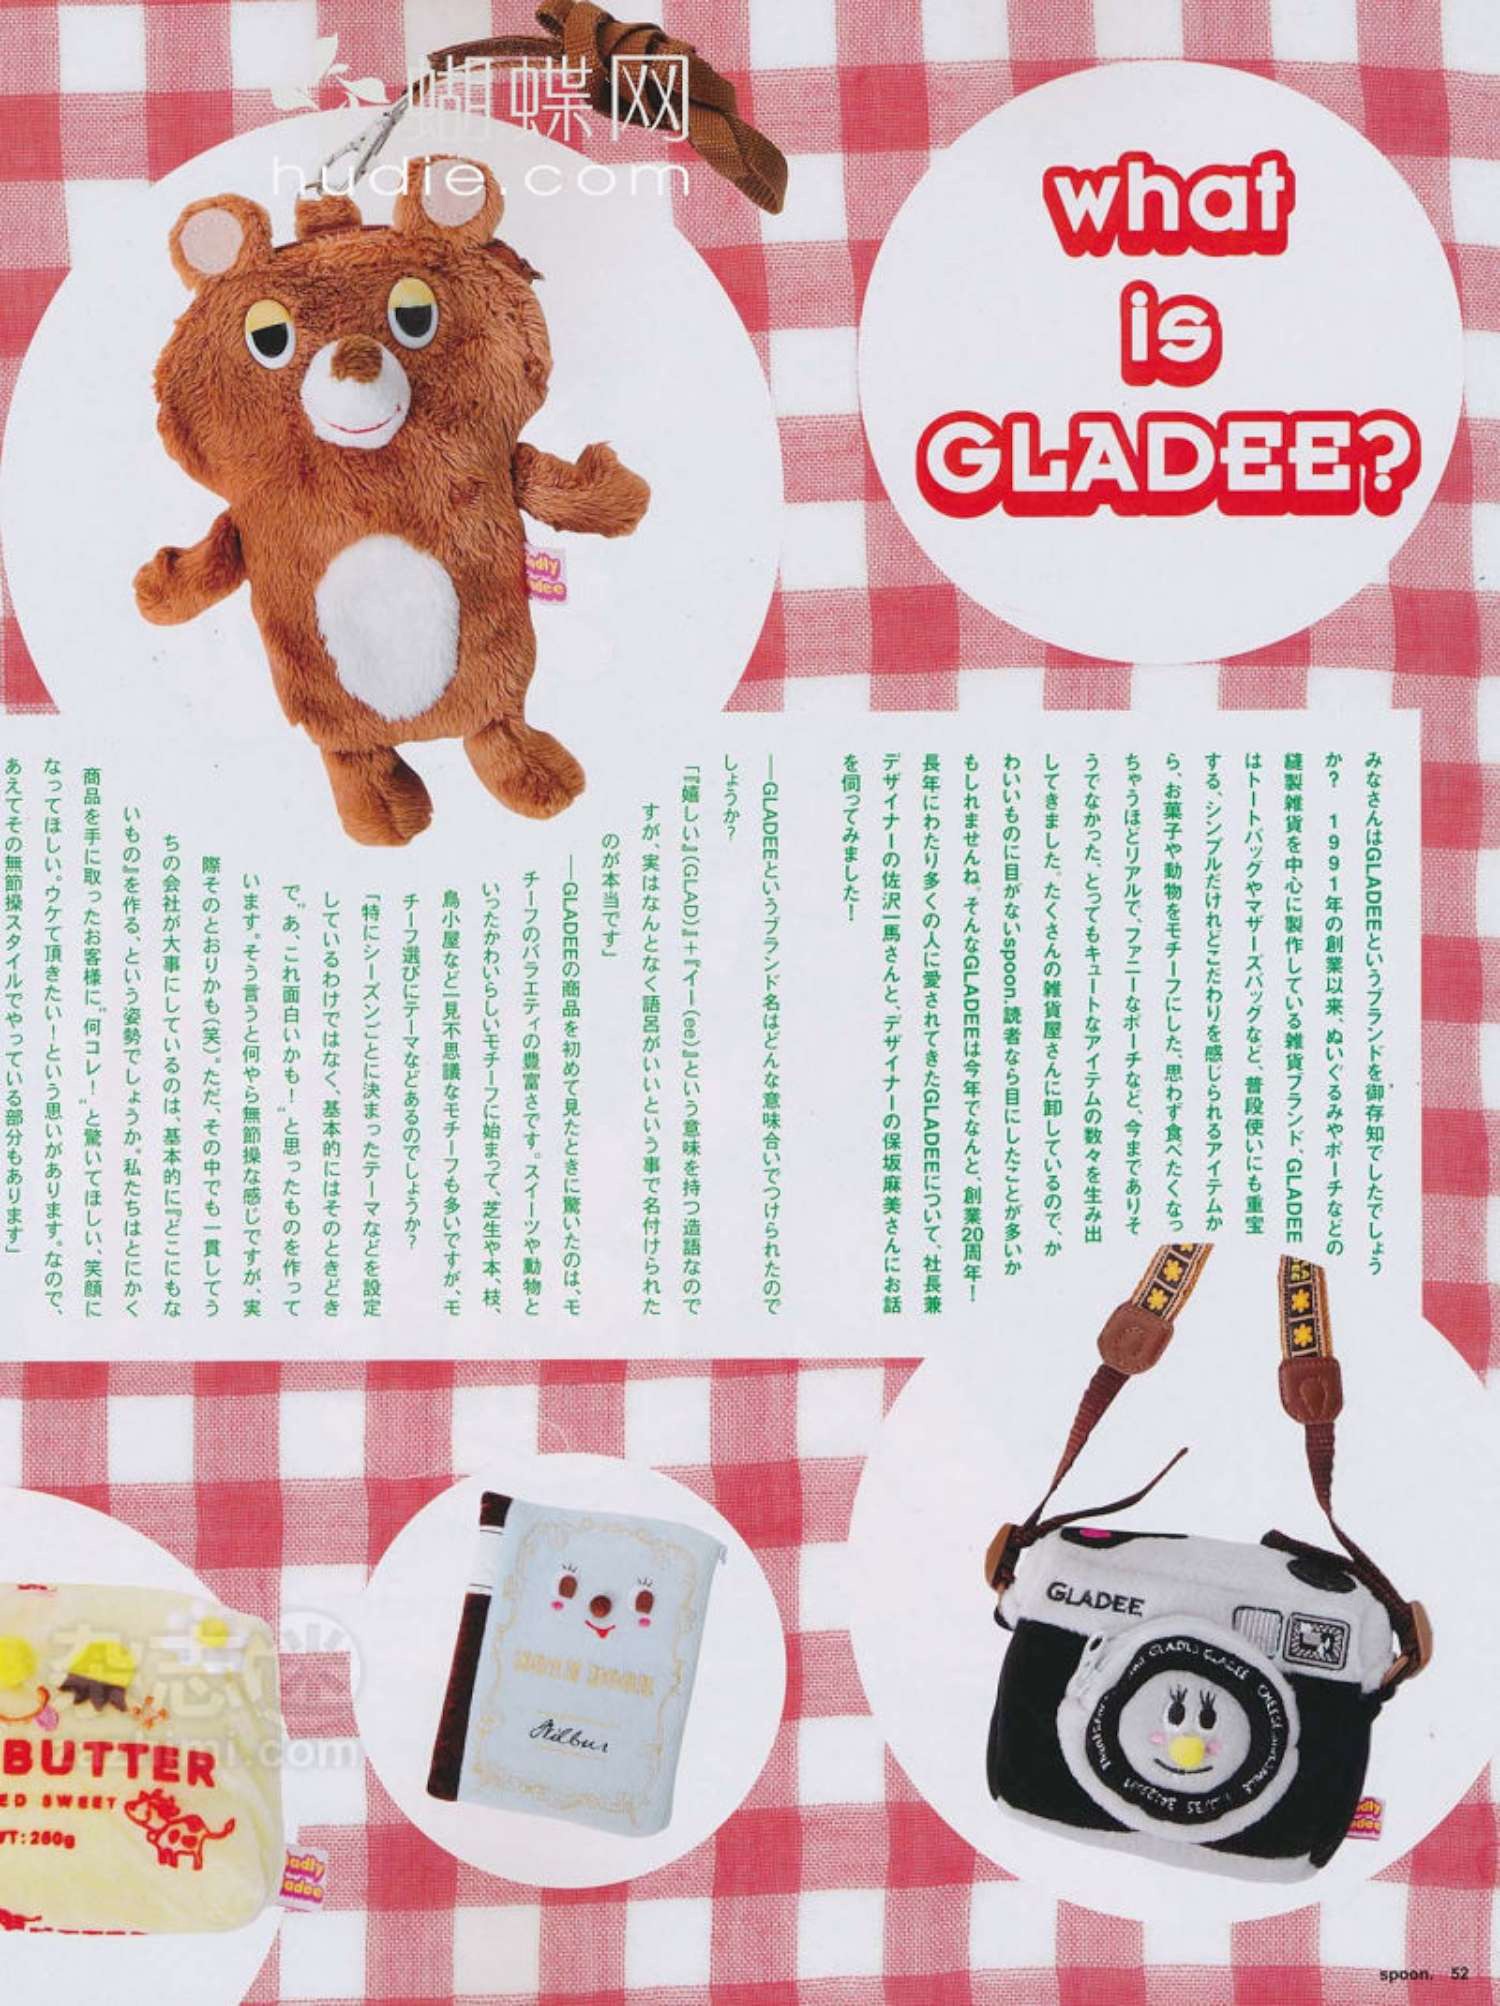 蝴蝶网
hudie.com
what
is
GLADEE?
みなさんはGLADEEというブランドを御存知でしたでしょう
か? 1991年の創業以来、ぬいぐるみやポーチなどの
縫製雑貨を中心に製作している雑貨ブランド、GLADEE
はトートバッグやマザーズバッグなど、普段使いにも重宝
する、シンプルだけれどこだわりを感じられるアイテムか
ら、お菓子や動物をモチーフにした、思わず食べたくなっ
ちゃうほどリアルで、ファニーなポーチなど、今までありそ
うでなかった、とってもキュートなアイテムの数々を生み出
してきました。たくさんの雑貨屋さんに卸しているので、か
わいいものに目がないspoon.読者なら目にしたことが多いか
もしれませんね。そんなGLADEEは今年でなんと、創業20周年!
長年にわたり多くの人に愛されてきたGLADEEについて、社長兼
デザイナーの佐沢一馬さんと、デザイナーの保坂麻美さんにお話
を伺ってみました!
―GLADEEというブランド名はどんな意味合いでつけられたので
しょうか?
「『嬉しい』(GLAD)』+『イー(ee)』という意味を持つ造語なので
すが、実はなんとなく語呂がいいという事で名付けられた
のが本当です」
―GLADEEの商品を初めて見たときに驚いたのは、モ
チーフのバラエティの豊富さです。スイーツや動物と
いったかわいらしいモチーフに始まって、芝生や本、枝、
鳥小屋など一見不思議なモチーフも多いですが、モ
チーフ選びにテーマなどあるのでしょうか?
「特にシーズンごとに決まったテーマなどを設定
しているわけではなく、基本的にはそのときどき
で、“あ、これ面白いかも!”と思ったものを作って
います。そう言うと何やら無節操な感じですが、実
際そのとおりかも(笑)。ただ、その中でも一貫してう
ちの会社が大事にしているのは、基本的に『どこにもな
いもの』を作る、という姿勢でしょうか。私たちはとにかく
商品を手に取ったお客様に、“何コレ!”と驚いてほしい、笑顔に
なってほしい。ウケて頂きたい!という思いがあります。なので、
あえてその無節操スタイルでやっている部分もあります」
GLADEE
Wilbur
杂志迷
BUTTER
ED SWEET
WT:250g
spoon. 52